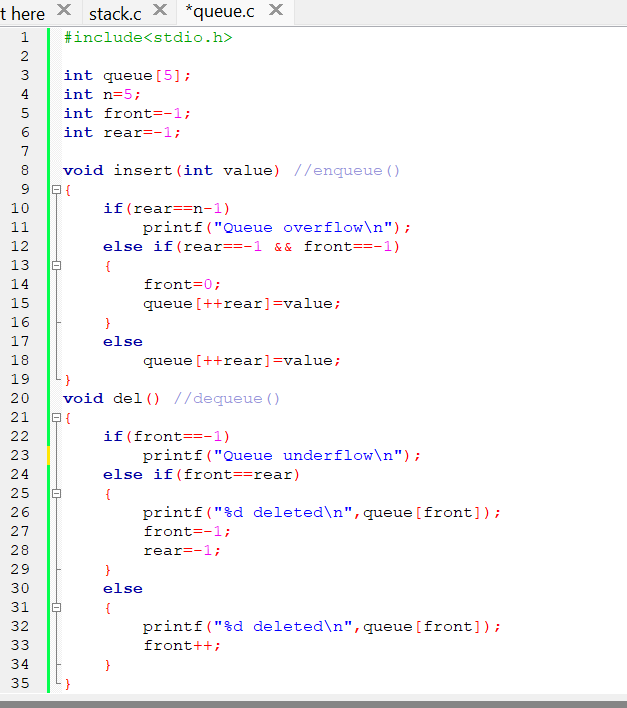 t here stack.c *queue.c
1 #include<stdio.h>
2
3 int queue[5];
4 int n=5;
5 int front=-1;
6 int rear=-1;
7
8 void insert(int value) //enqueue()
9 {
10 if(rear==n-1)
11 printf("Queue overflow\n");
12 else if(rear==-1 && front==-1)
13 {
14 front=0;
15 queue[++rear]=value;
16 }
17 else
18 queue[++rear]=value;
19 }
20 void del() //dequeue()
21 {
22 if(front==-1)
23 printf("Queue underflow\n");
24 else if(front==rear)
25 {
26 printf("%d deleted\n",queue[front]);
27 front=-1;
28 rear=-1;
29 }
30 else
31 {
32 printf("%d deleted\n",queue[front]);
33 front++;
34 }
35 }